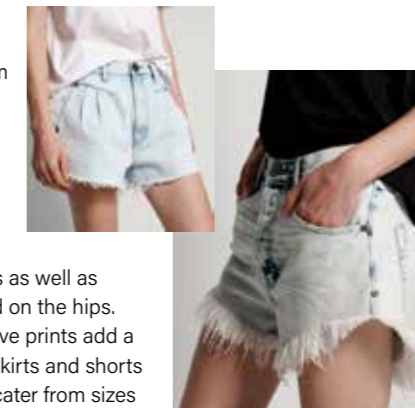 s as well as
d on the hips.
ve prints add a
kirts and shorts
cater from sizes